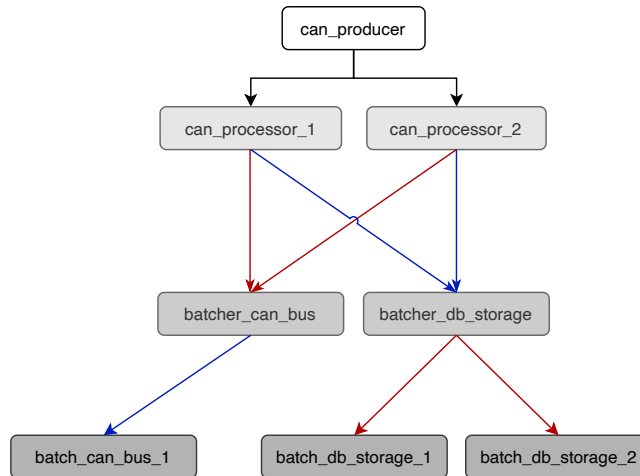 can_producer
can_processor_1
can_processor_2
batcher_can_bus
batcher_db_storage
batch_can_bus_1
batch_db_storage_1
batch_db_storage_2